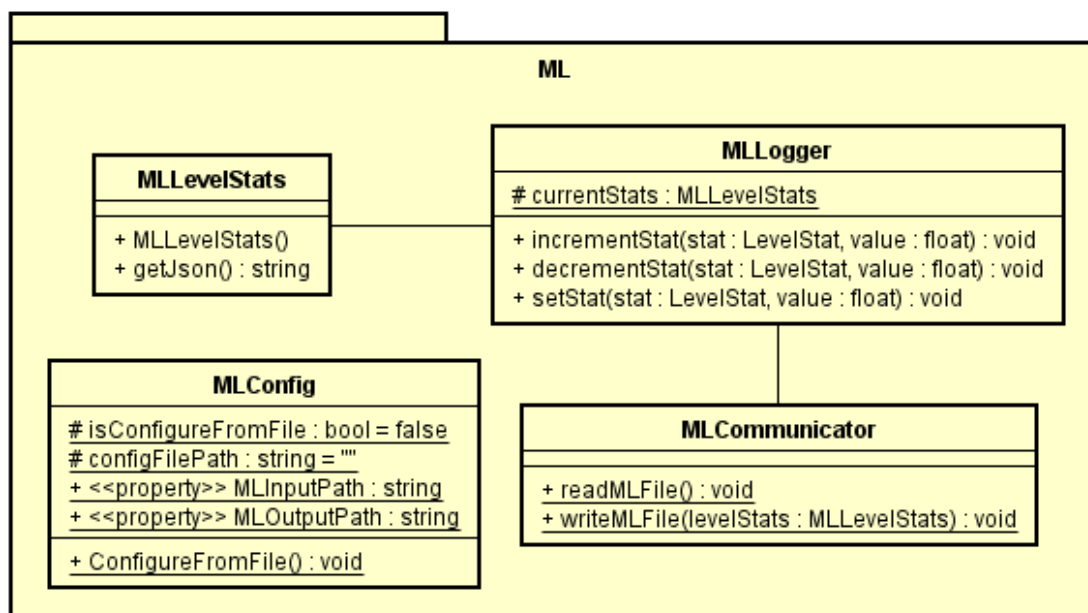 ML
MLLevelStats
+ MLLevelStats()
+ getJson() : string
MLLogger
# currentStats : MLLevelStats
+ incrementStat(stat : LevelStat, value : float) : void
+ decrementStat(stat : LevelStat, value : float) : void
+ setStat(stat : LevelStat, value : float) : void
MLConfig
# isConfigureFromFile : bool = false
# configFilePath : string = ""
+ <<property>> MLInputPath : string
+ <<property>> MLOutputPath : string
+ ConfigureFromFile() : void
MLCommunicator
+ readMLFile() : void
+ writeMLFile(levelStats : MLLevelStats) : void